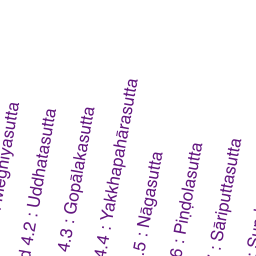 Meghiyasutta
d 4.2 : Uddhatasutta
4.3 : Gopālakasutta
4.4 : Yakkhapahārasutta
.5 : Nāgasutta
6 : Piṇḍolasutta
: Sāriputtasutta